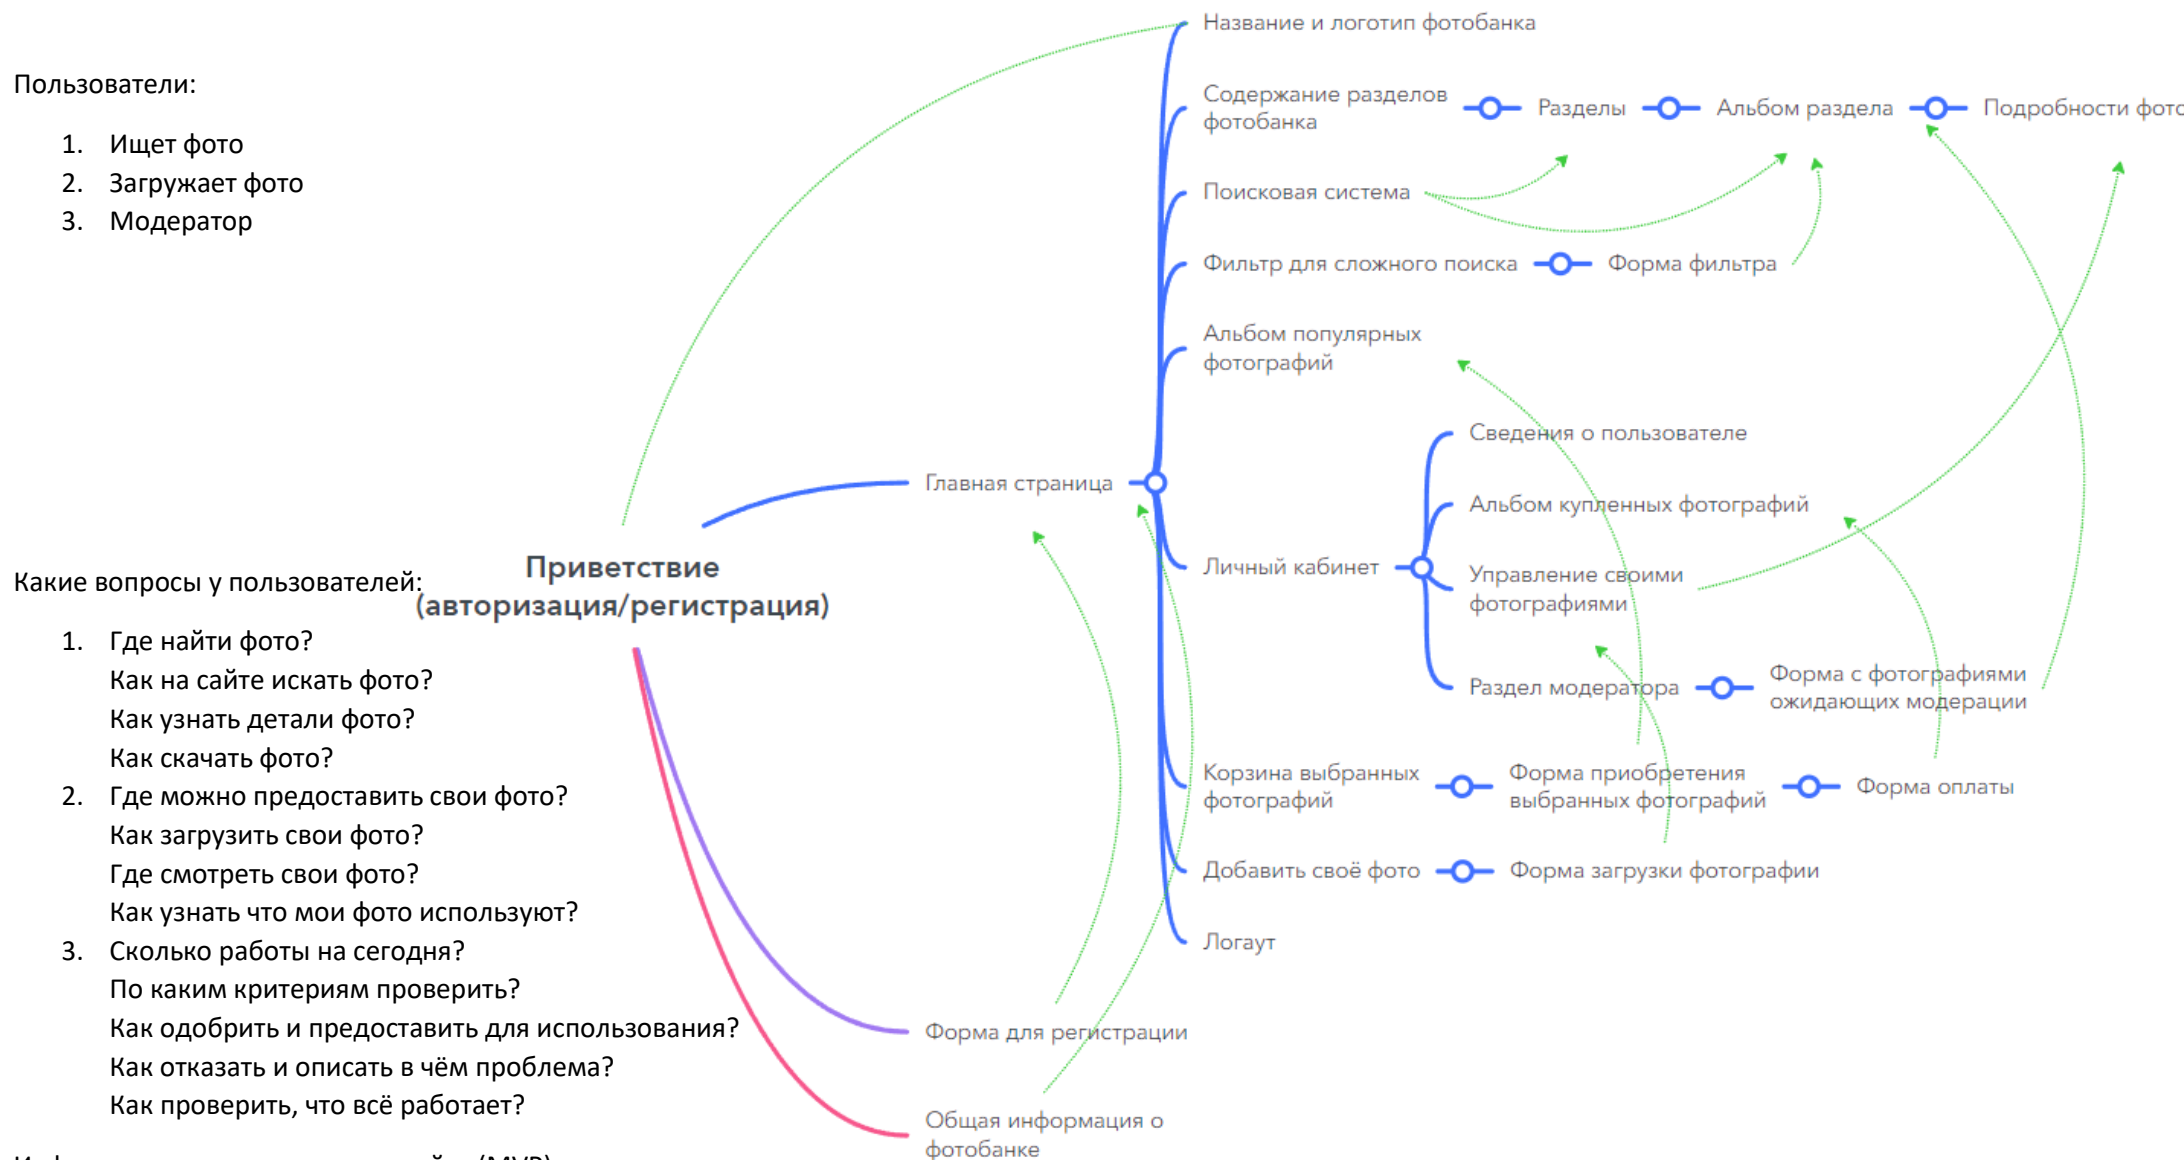 Пользователи:
1. Ищет фото
2. Загружает фото
3. Модератор
Какие вопросы у пользователей:
1. Где найти фото?
Как на сайте искать фото?
Как узнать детали фото?
Как скачать фото?
2. Где можно предоставить свои фото?
Как загрузить свои фото?
Где смотреть свои фото?
Как узнать что мои фото используют?
3. Сколько работы на сегодня?
По каким критериям проверить?
Как одобрить и предоставить для использования?
Как отказать и описать в чём проблема?
Как проверить, что всё работает?
Приветствие
(авторизация/регистрация)
Главная страница
Название и логотип фотобанка
Содержание разделов
фотобанка
Разделы
Альбом раздела
Подробности фото
Поисковая система
Фильтр для сложного поиска
Форма фильтра
Альбом популярных
фотографий
Личный кабинет
Сведения о пользователе
Альбом купленных фотографий
Управление своими
фотографиями
Раздел модератора
Форма с фотографиями
ожидающих модерации
Корзина выбранных
фотографий
Форма приобретения
выбранных фотографий
Форма оплаты
Добавить своё фото
Форма загрузки фотографии
Логаут
Форма для регистрации
Общая информация о
фотобанке